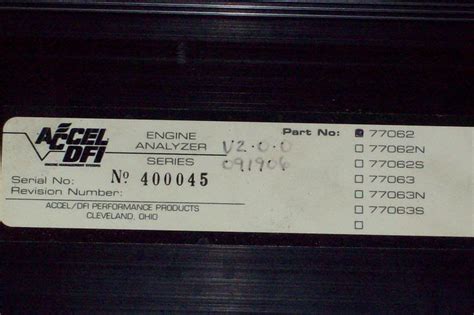 ACCEL
DFI
ENGINE
ANALYZER
SERIES
V2.0.0
091906
Serial No: No 400045
Revision Number:
ACCEL/DFI PERFORMANCE PRODUCTS
CLEVELAND, OHIO
Part No:
77062
77062N
77062S
77063
77063N
77063S